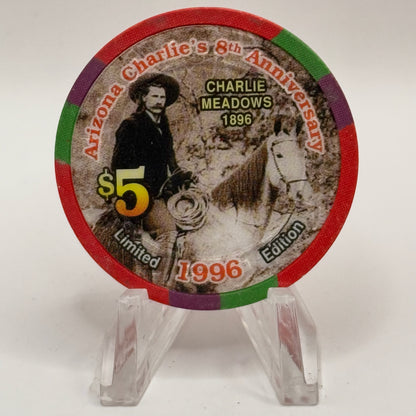 Arizona Charlie's 8th Anniversary
CHARLIE
MEADOWS
1896
$5
Limited
Edition
1996